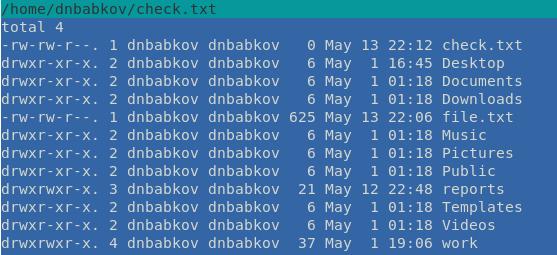 /home/dnbabkov/check.txt
total 4
-rw-rw-r--. 1 dnbabkov dnbabkov   0 May 13 22:12 check.txt
drwxr-xr-x. 2 dnbabkov dnbabkov   6 May  1 16:45 Desktop
drwxr-xr-x. 2 dnbabkov dnbabkov   6 May  1 01:18 Documents
drwxr-xr-x. 2 dnbabkov dnbabkov   6 May  1 01:18 Downloads
-rw-rw-r--. 1 dnbabkov dnbabkov 625 May 13 22:06 file.txt
drwxr-xr-x. 2 dnbabkov dnbabkov   6 May  1 01:18 Music
drwxr-xr-x. 2 dnbabkov dnbabkov   6 May  1 01:18 Pictures
drwxr-xr-x. 2 dnbabkov dnbabkov   6 May  1 01:18 Public
drwxrwxr-x. 3 dnbabkov dnbabkov  21 May 12 22:48 reports
drwxr-xr-x. 2 dnbabkov dnbabkov   6 May  1 01:18 Templates
drwxr-xr-x. 2 dnbabkov dnbabkov   6 May  1 01:18 Videos
drwxrwxr-x. 4 dnbabkov dnbabkov  37 May  1 19:06 work